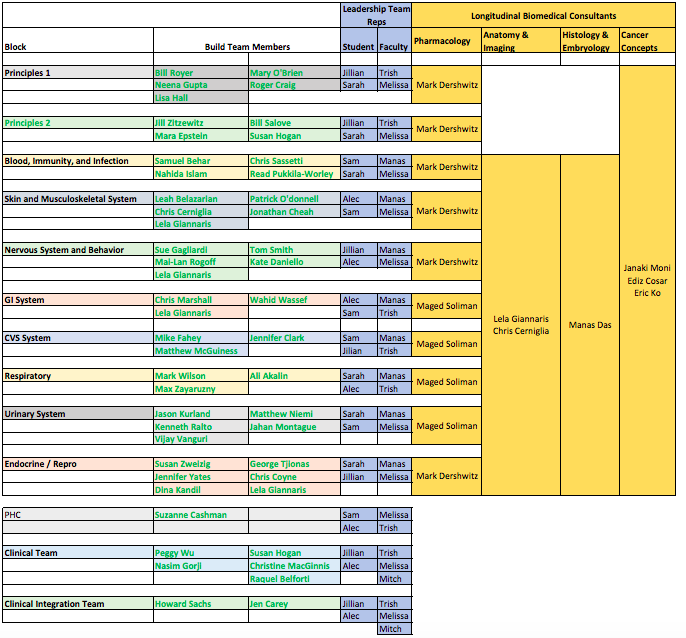 Leadership Team Reps Longitudinal Biomedical Consultants
Block Build Team Members Student Faculty Pharmacology Anatomy & Imaging Histology & Embryology Cancer Concepts
Principles 1 Bill Royer Mary O'Brien Jillian Trish
Neena Gupta Roger Craig Sarah Melissa Mark Dershwitz
Lisa Hall
Principles 2 Jill Zitzewitz Bill Salove Jillian Trish
Mara Epstein Susan Hogan Sarah Melissa Mark Dershwitz
Blood, Immunity, and Infection Samuel Behar Chris Sassetti Sam Manas
Nahida Islam Read Pukkila-Worley Sarah Melissa Mark Dershwitz
Skin and Musculoskeletal System Leah Belazarian Patrick O'donnell Alec Manas
Chris Cerniglia Jonathan Cheah Sam Melissa Mark Dershwitz
Lela Giannaris
Nervous System and Behavior Sue Gagliardi Tom Smith Jillian Manas
Mai-Lan Rogoff Kate Daniello Alec Melissa Mark Dershwitz
Lela Giannaris
Janaki Moni
Ediz Cosar
Eric Ko
GI System Chris Marshall Wahid Wassef Alec Manas
Lela Giannaris Sam Trish Maged Soliman
Lela Giannaris
Chris Cerniglia
Manas Das
CVS System Mike Fahey Jennifer Clark Sam Manas
Matthew McGuiness Jilian Trish Maged Soliman
Respiratory Mark Wilson Ali Akalin Sarah Manas
Max Zayaruzny Alec Trish Maged Soliman
Urinary System Jason Kurland Matthew Niemi Sarah Manas
Kenneth Ralto Jahan Montague Sam Melissa Maged Soliman
Vijay Vanguri
Endocrine / Repro Susan Zweizig George Tjionas Sarah Manas
Jennifer Yates Chris Coyne Jillian Melissa Mark Dershwitz
Dina Kandil Lela Giannaris
PHC Suzanne Cashman Sam Melissa
Alec Trish
Clinical Team Peggy Wu Susan Hogan Jillian Trish
Nasim Gorji Christine MacGinnis Alec Melissa
Raquel Belforti Mitch
Clinical Integration Team Howard Sachs Jen Carey Jillian Trish
Alec Melissa
Mitch